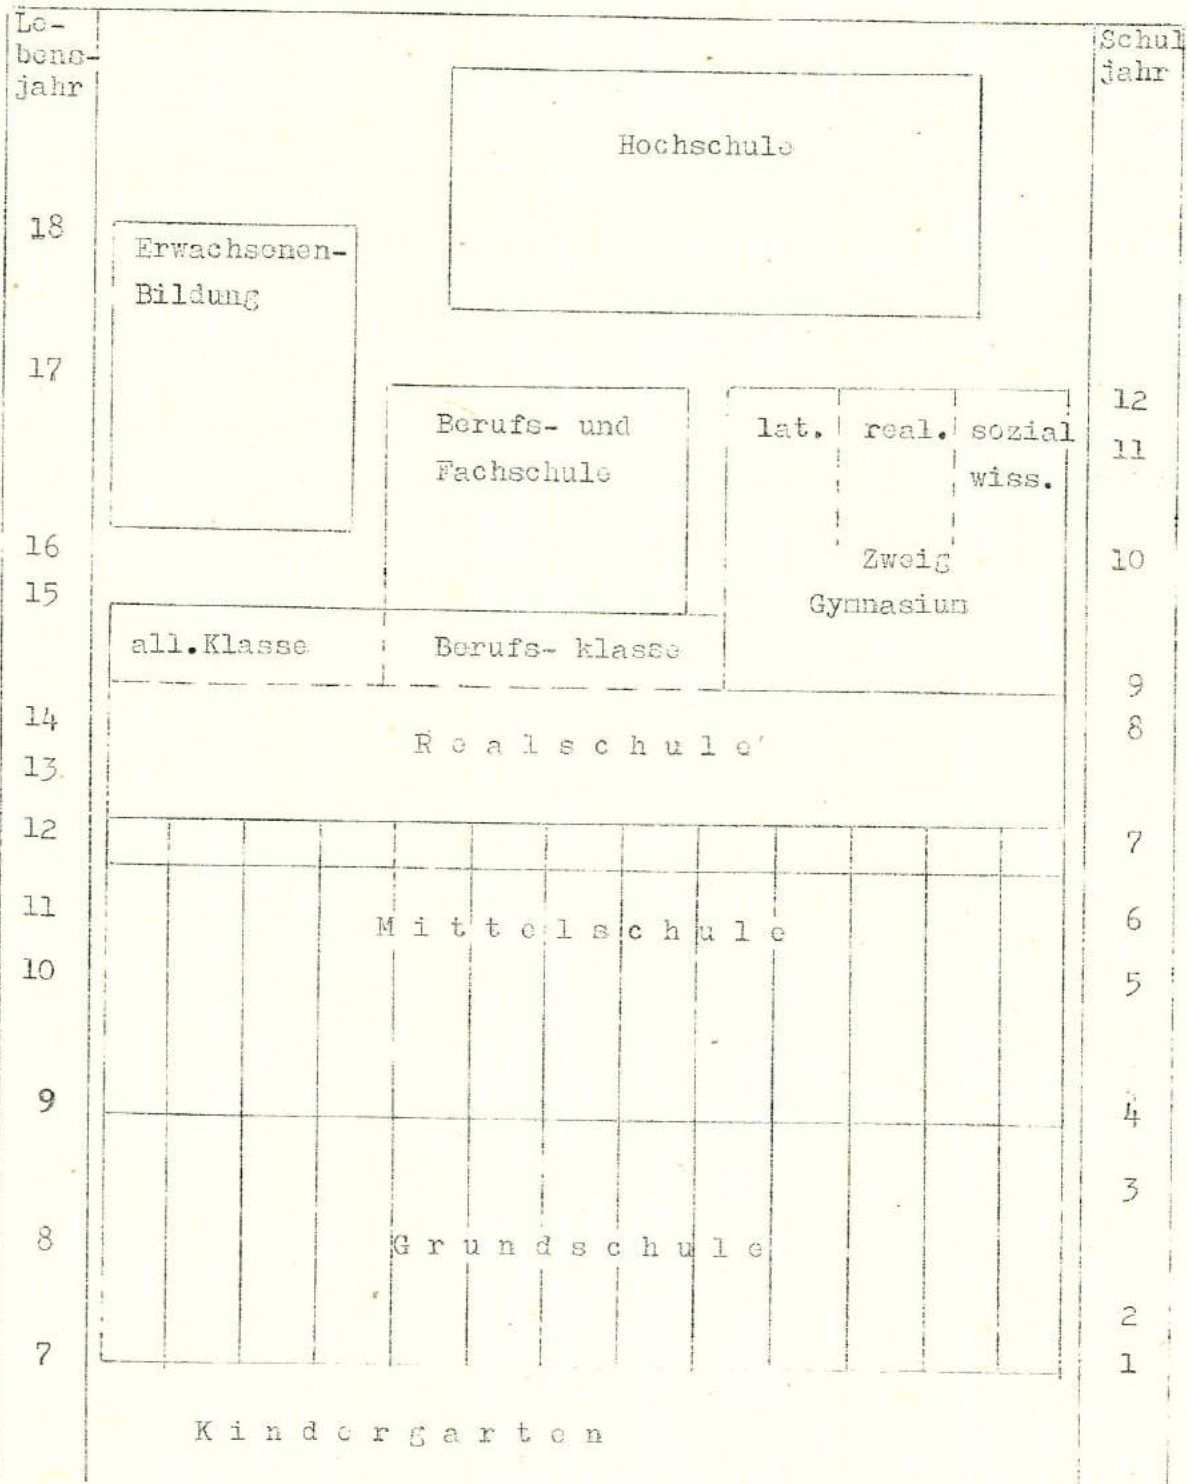 Le-
bens-
jahr
Schul
jahr
Hochschule
18
Erwachsenen-
Bildung
17
12
Berufs- und
lat.
real.
sozial
11
Fachschule
wiss.
16
Zweig
10
15
Gymnasium
all.Klasse
Berufs- klasse
9
14
8
Realschule
13
12
7
11
6
Mittelschule
10
5
9
4
3
8
Grundschule
2
7
1
Kindergarten